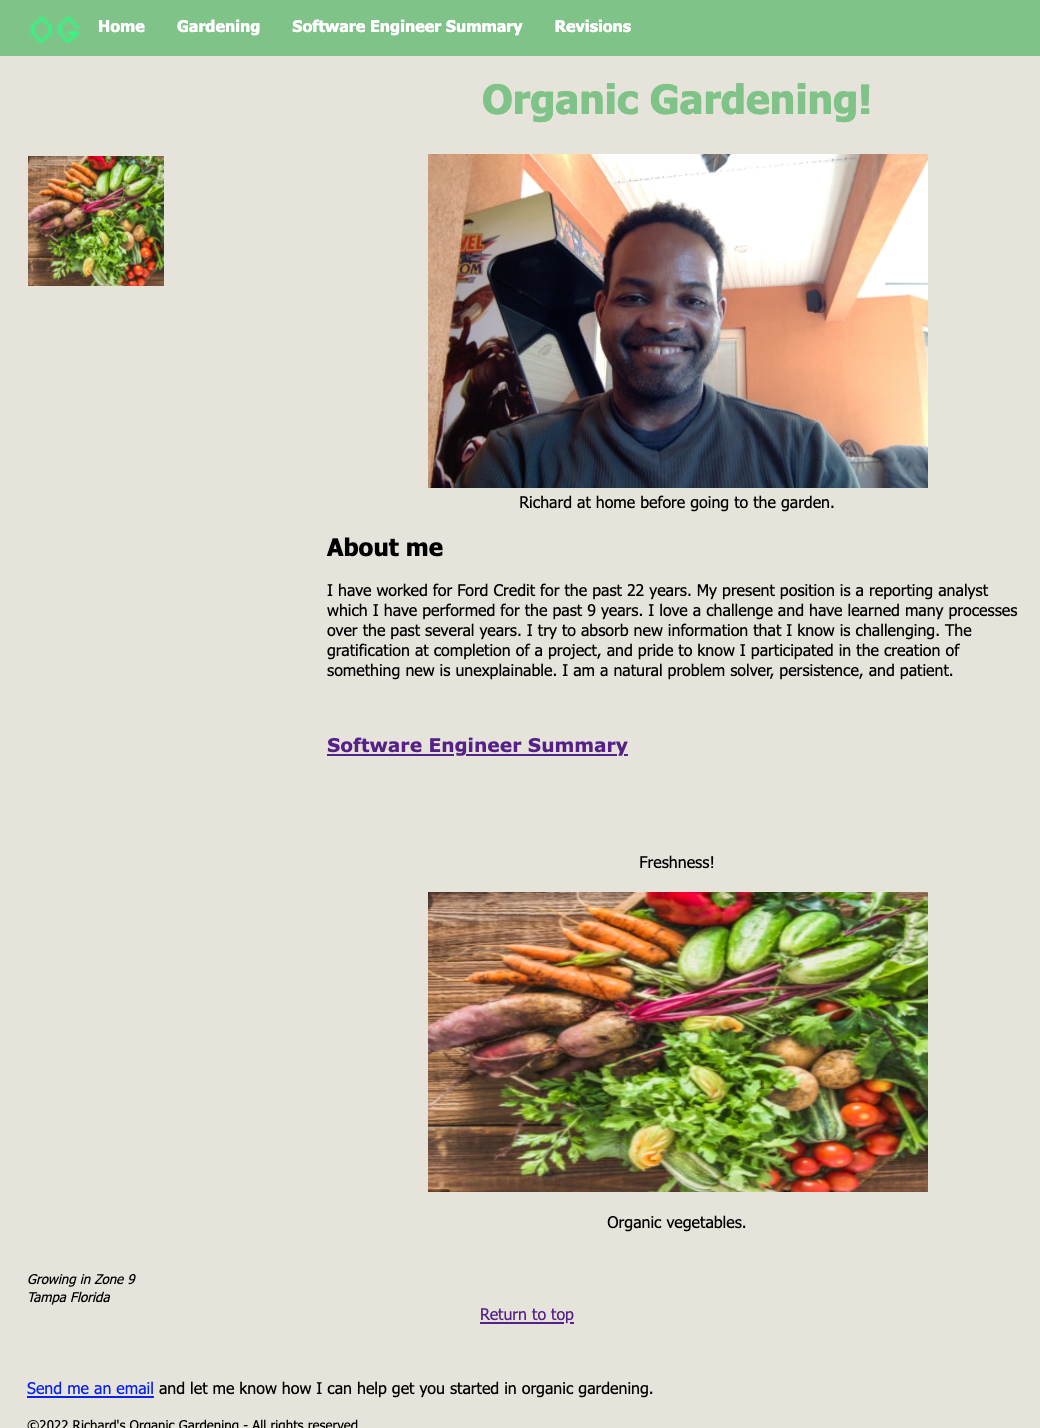 OG Home Gardening Software Engineer Summary Revisions
Organic Gardening!
Richard at home before going to the garden.
About me
I have worked for Ford Credit for the past 22 years. My present position is a reporting analyst
which I have performed for the past 9 years. I love a challenge and have learned many processes
over the past several years. I try to absorb new information that I know is challenging. The
gratification at completion of a project, and pride to know I participated in the creation of
something new is unexplainable. I am a natural problem solver, persistence, and patient.
Software Engineer Summary
Freshness!
Organic vegetables.
Growing in Zone 9
Tampa Florida
Return to top
Send me an email and let me know how I can help get you started in organic gardening.
©2022 Richard's Organic Gardening - All rights reserved